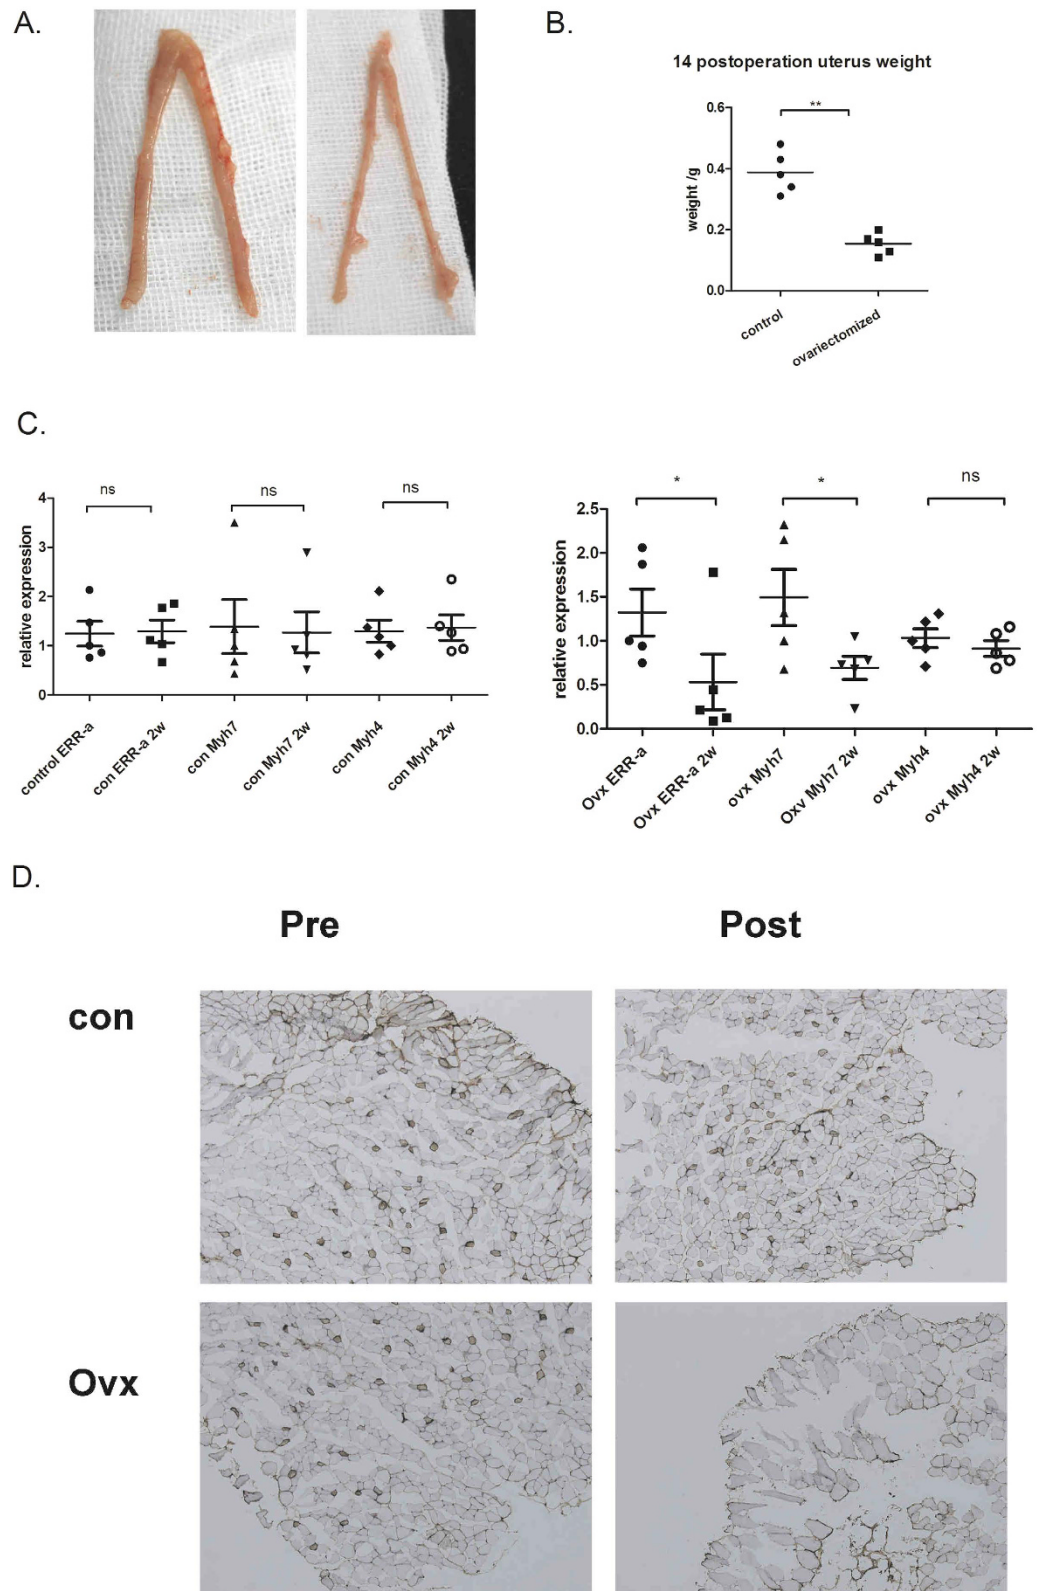 A.
B.
14 postoperation uterus weight
**
weight /g
0.6
0.4
0.2
0.0
control
ovariectomized
C.
ns
ns
ns
relative expression
4
3
2
1
0
control ERR-a
con ERR-a 2w
con Myh7
con Myh7 2w
con Myh4
con Myh4 2w
*
*
ns
relative expression
2.5
2.0
1.5
1.0
0.5
0.0
Ovx ERR-a
Ovx ERR-a 2w
ovx Myh7
Oxv Myh7 2w
ovx Myh4
ovx Myh4 2w
D.
Pre
Post
con
Ovx